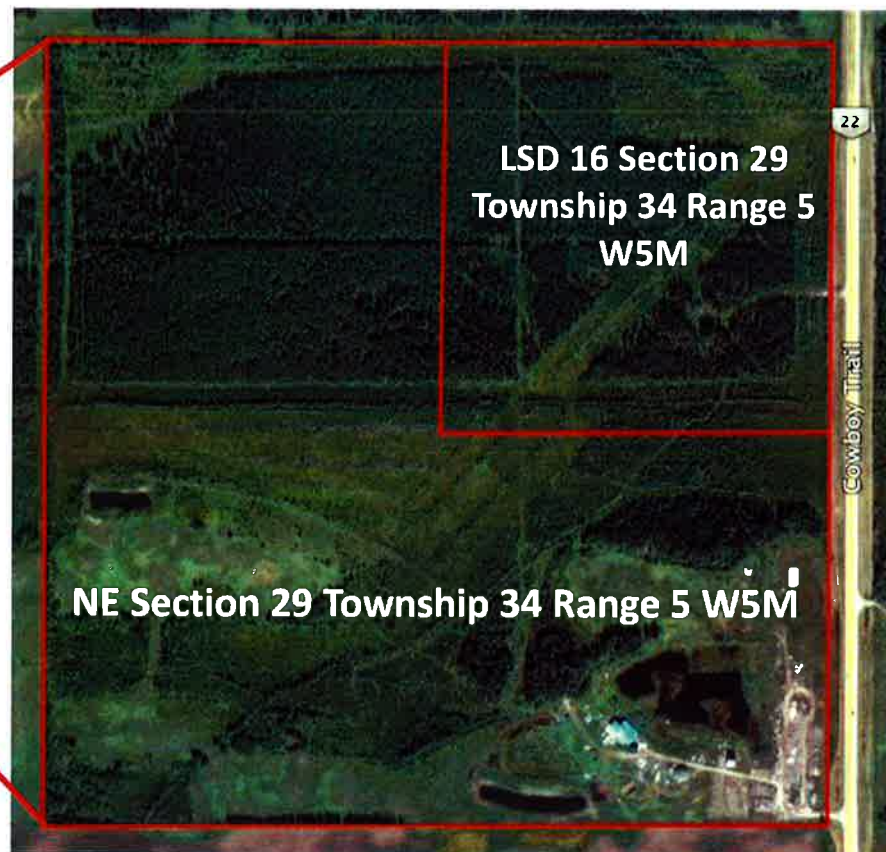 22
LSD 16 Section 29
Township 34 Range 5
W5M
Cowboy Trail
NE Section 29 Township 34 Range 5 W5M